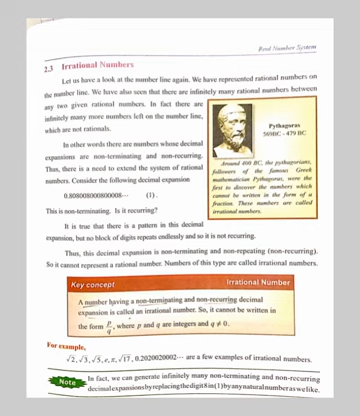 Real Number System
2.3 Irrational Numbers
Let us have a look at the number line again. We have represented rational numbers on
the number line. We have also seen that there are infinitely many rational numbers between
any two given rational numbers. In fact there are
infinitely many more numbers left on the number line,
which are not rationals.
In other words there are numbers whose decimal
expansions are non-terminating and non-recurring.
Thus, there is a need to extend the system of rational
numbers. Consider the following decimal expansion
0.808008000800008⋯ (1).
This is non-terminating. Is it recurring?
It is true that there is a pattern in this decimal
Pythagoras
569BC - 479 BC
Around 400 BC, the pythagorians,
followers of the famous Greek
mathematician Pythagoras, were the
first to discover the numbers which
cannot be written in the form of a
fraction. These numbers are called
irrational numbers.
expansion, but no block of digits repeats endlessly and so it is not recurring.
Thus, this decimal expansion is non-terminating and non-repeating (non-recurring).
So it cannot represent a rational number. Numbers of this type are called irrational numbers.
Key concept Irrational Number
A number having a non-terminating and non-recurring decimal
expansion is called an irrational number. So, it cannot be written in
the form p/q, where p and q are integers and q ≠ 0.
For example,
√2, √3, √5, e, π, √17, 0.2020020002⋯ are a few examples of irrational numbers.
Note In fact, we can generate infinitely many non-terminating and non-recurring
decimal expansions by replacing the digit 8 in (1) by any natural number as we like.